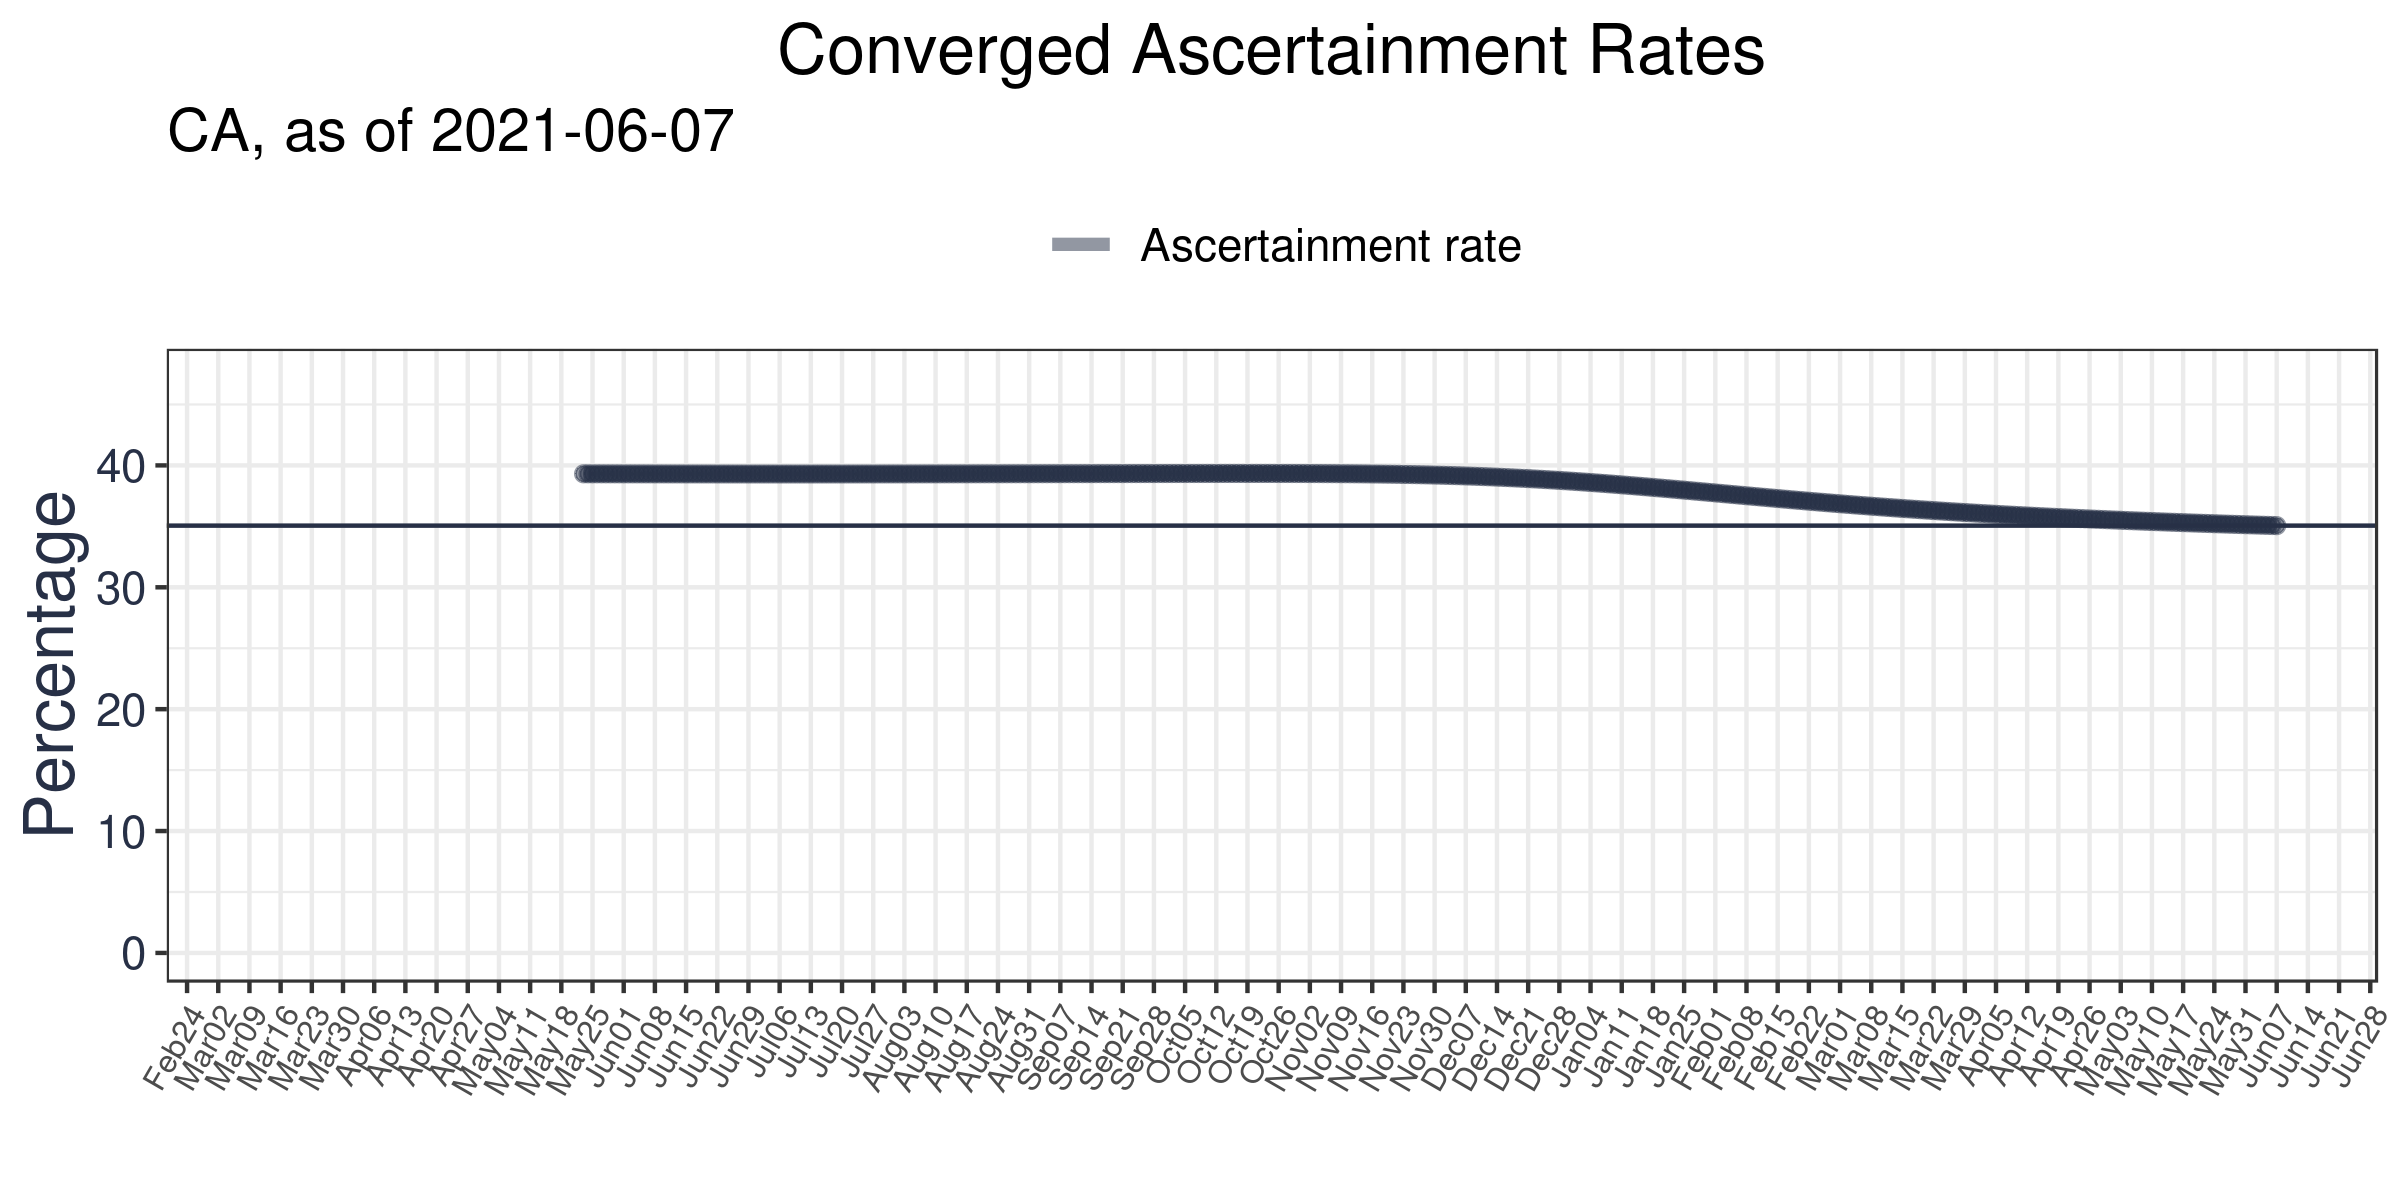 Converged Ascertainment Rates
CA, as of 2021-06-07
Ascertainment rate
Percentage
40
30
20
10
0
Feb24
Mar02
Mar09
Mar16
Mar23
Mar30
Apr06
Apr13
Apr20
Apr27
May04
May11
May18
May25
Jun01
Jun08
Jun15
Jun22
Jun29
Jul06
Jul13
Jul20
Jul27
Aug03
Aug10
Aug17
Aug24
Aug31
Sep07
Sep14
Sep21
Sep28
Oct05
Oct12
Oct19
Oct26
Nov02
Nov09
Nov16
Nov23
Nov30
Dec07
Dec14
Dec21
Dec28
Jan04
Jan11
Jan18
Jan25
Feb01
Feb08
Feb15
Feb22
Mar01
Mar08
Mar15
Mar22
Mar29
Apr05
Apr12
Apr19
Apr26
May03
May10
May17
May24
May31
Jun07
Jun14
Jun21
Jun28